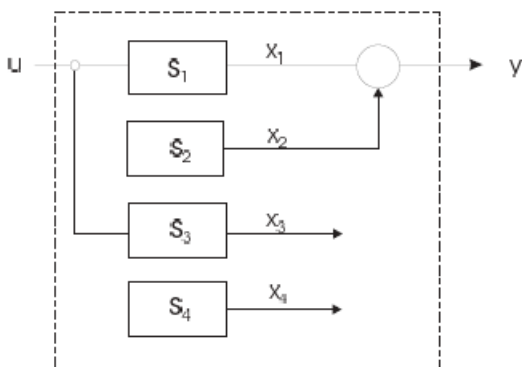 u S₁ x₁ y
S₂ x₂
S₃ x₃
S₄ x₄